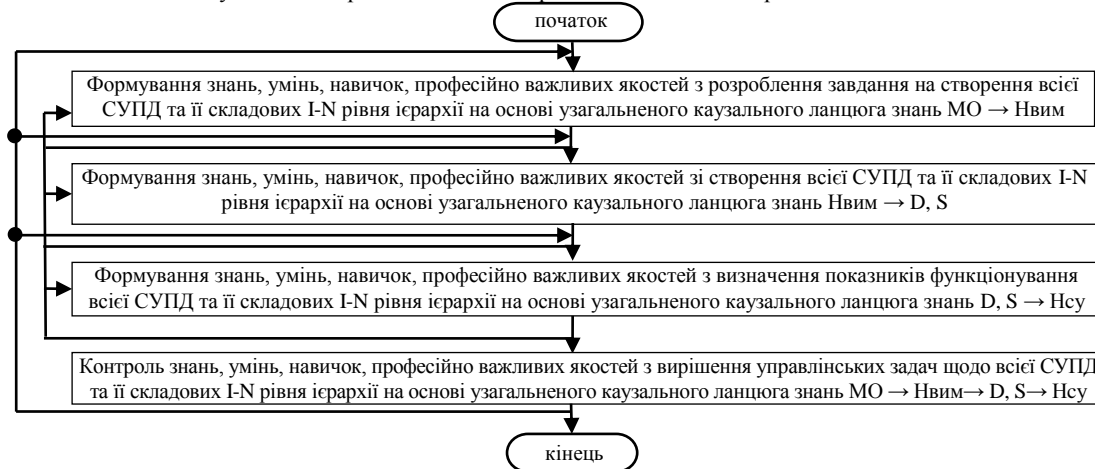 початок
Формування знань, умінь, навичок, професійно важливих якостей з розроблення завдання на створення всієї
СУПД та її складових I-N рівня ієрархії на основі узагальненого каузального ланцюга знань МО → Нвим
Формування знань, умінь, навичок, професійно важливих якостей зі створення всієї СУПД та її складових I-N
рівня ієрархії на основі узагальненого каузального ланцюга знань Нвим → D, S
Формування знань, умінь, навичок, професійно важливих якостей з визначення показників функціонування
всієї СУПД та її складових I-N рівня ієрархії на основі узагальненого каузального ланцюга знань D, S → Нсу
Контроль знань, умінь, навичок, професійно важливих якостей з вирішення управлінських задач щодо всієї СУПД
та її складових I-N рівня ієрархії на основі узагальненого каузального ланцюга знань МО → Нвим→ D, S→ Нсу
кінець